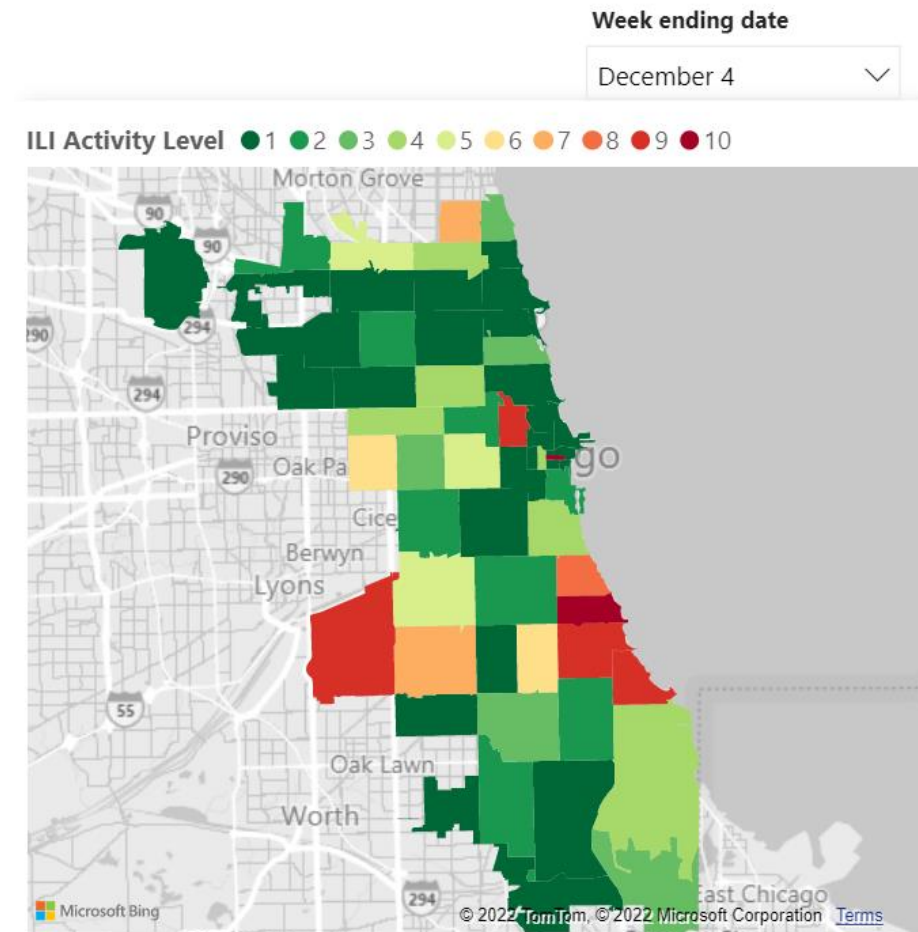 Week ending date
December 4
ILI Activity Level 1 2 3 4 5 6 7 8 9 10
Morton Grove
90
90
294
290
294
Proviso
290
Oak Pa
go
Cice
Berwyn
Lyons
55
Oak Lawn
Worth
294
East Chicago
Microsoft Bing
© 2022 TomTom, © 2022 Microsoft Corporation Terms